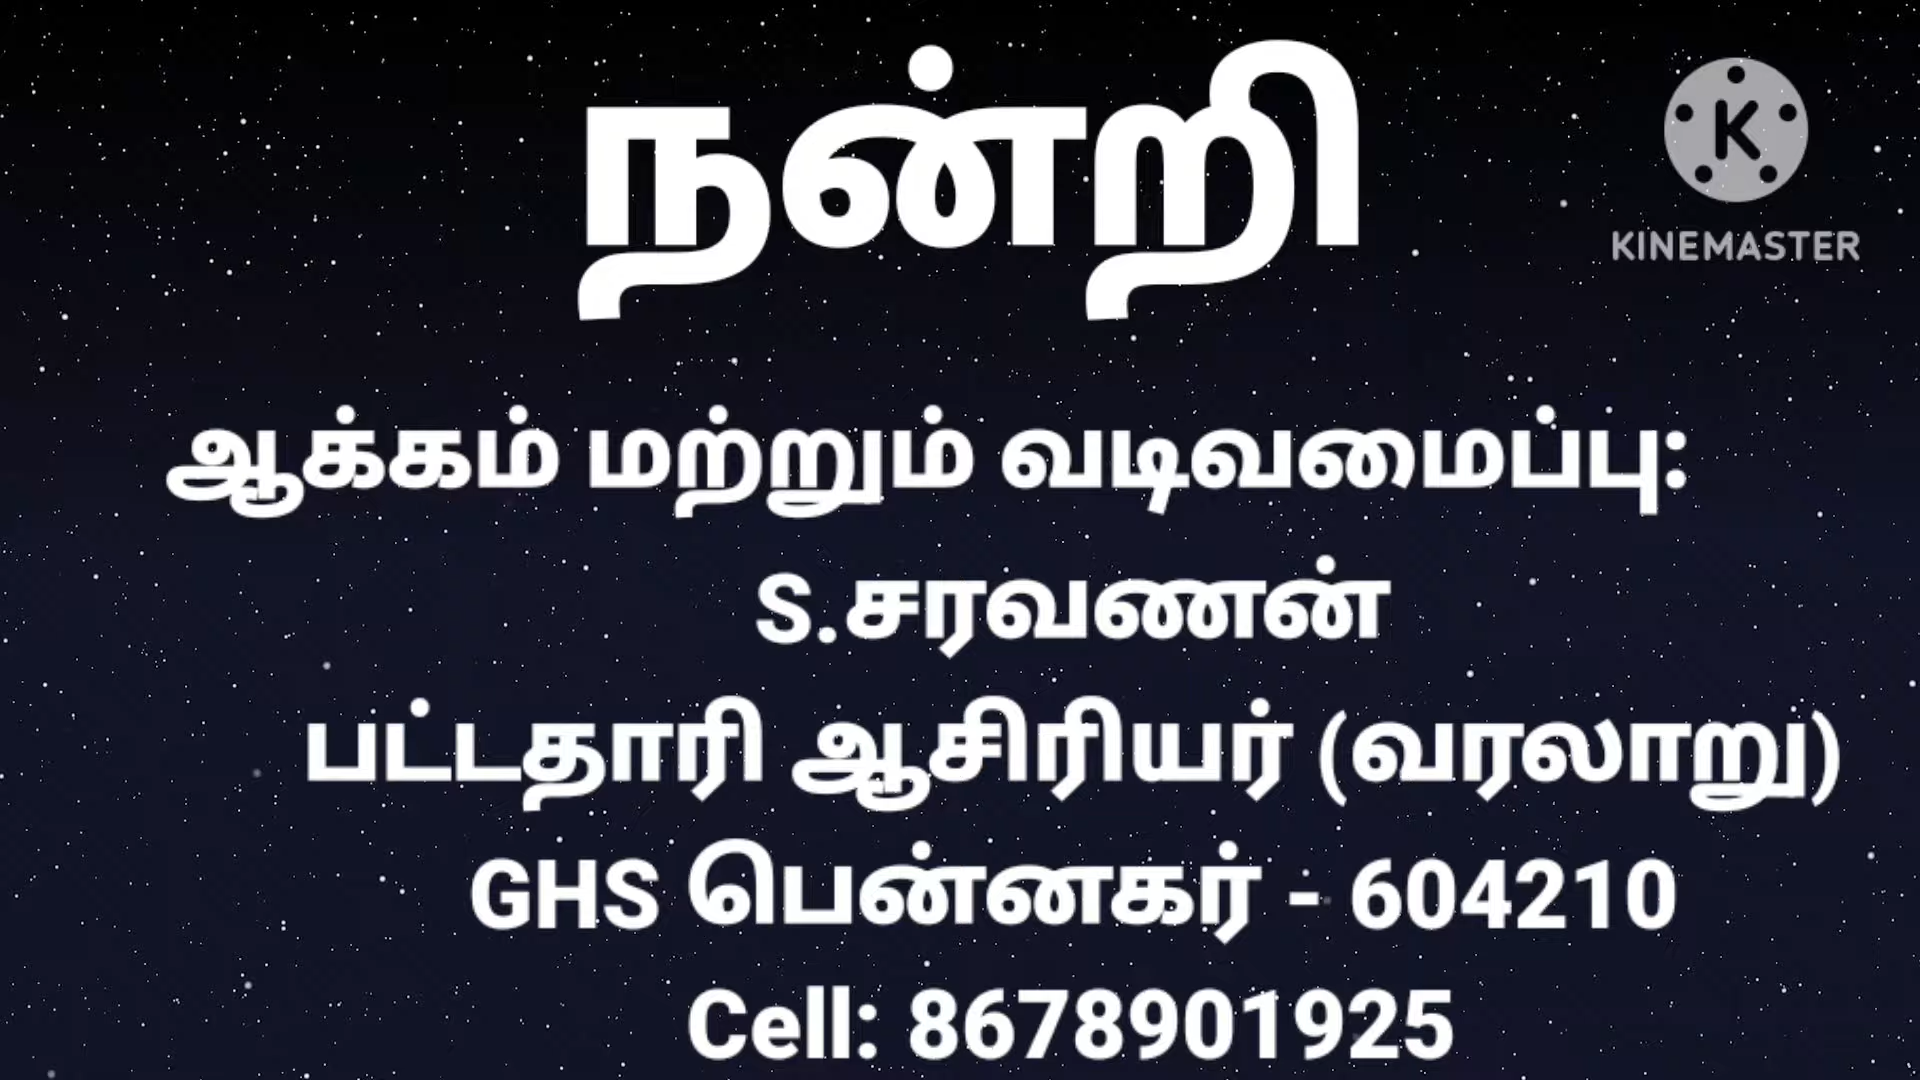 நன்றி
KINEMASTER
ஆக்கம் மற்றும் வடிவமைப்பு:
S.சரவணன்
பட்டதாரி ஆசிரியர் (வரலாறு)
GHS பென்னகர் - 604210
Cell: 8678901925